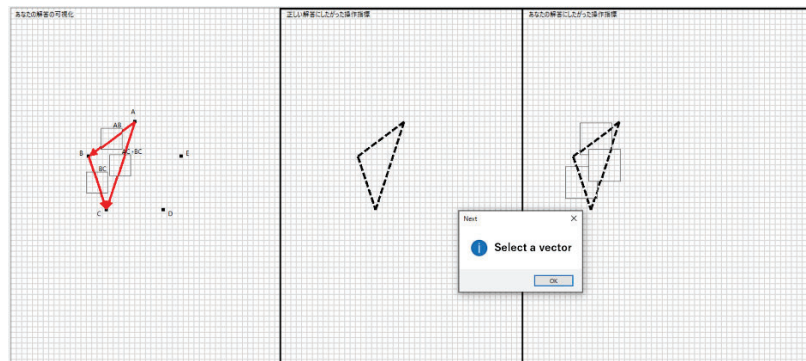 あなたの解答の可視化
正しい解答にしたがった操作指標
あなたの解答にしたがった操作指標
A
AB
B
AC-BC
E
BC
C
D
Next
Select a vector
OK